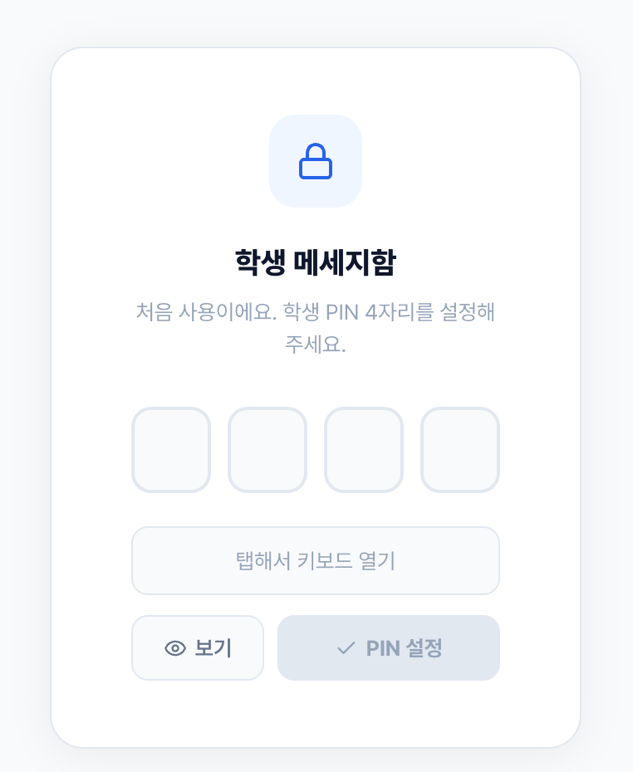 학생 메세지함
처음 사용이에요. 학생 PIN 4자리를 설정해
주세요.
탭해서 키보드 열기
보기
PIN 설정